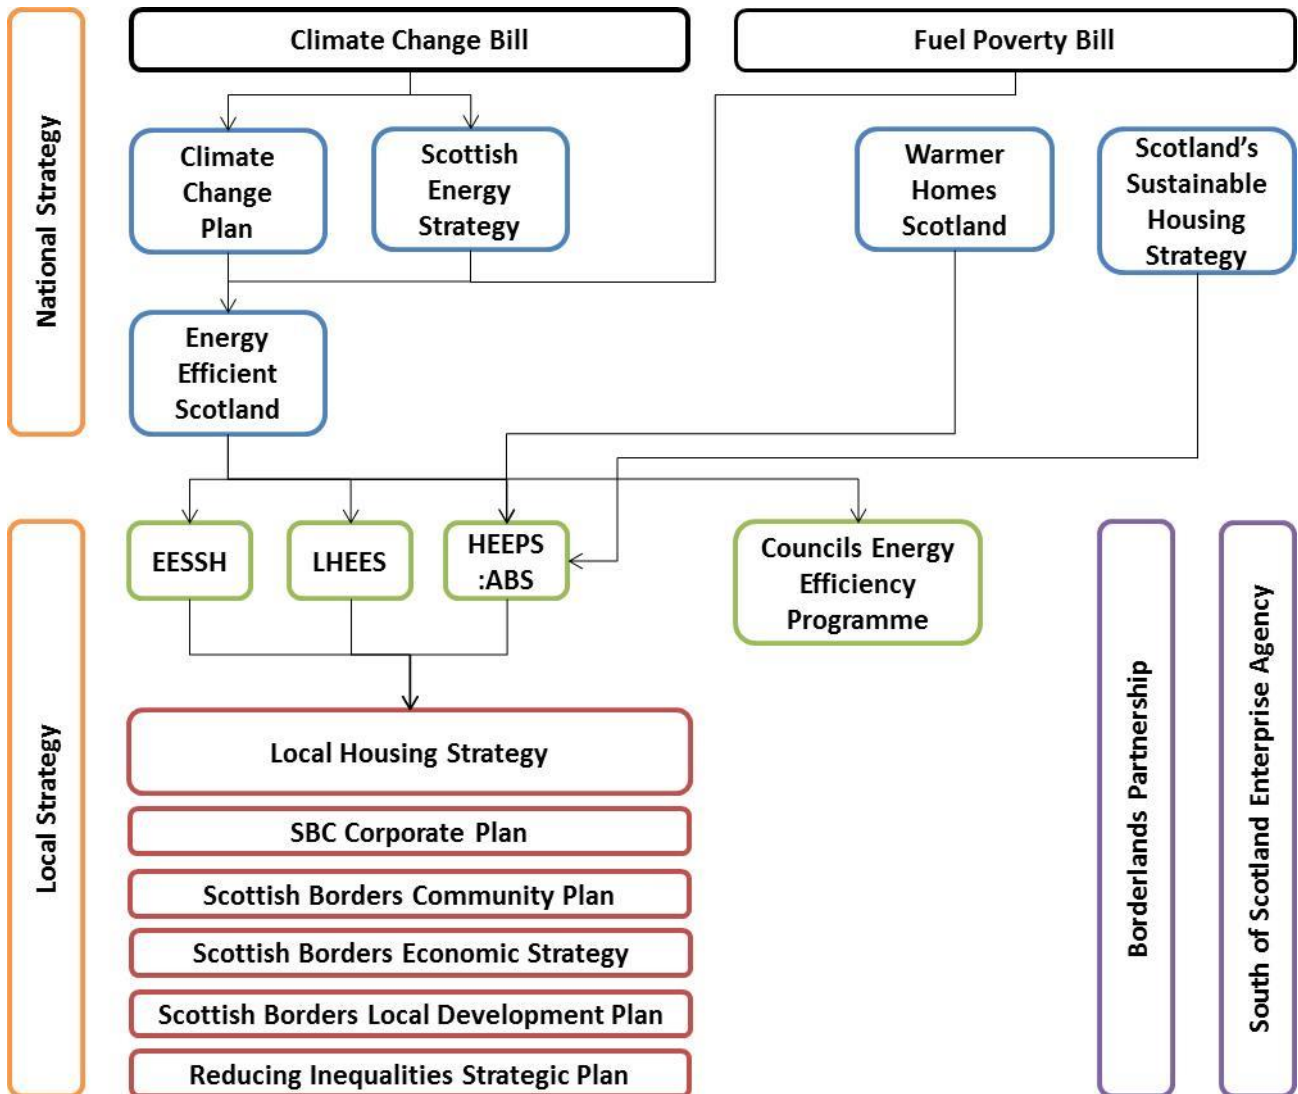 National Strategy
Climate Change Bill
Fuel Poverty Bill
Climate
Change
Plan
Scottish
Energy
Strategy
Warmer
Homes
Scotland
Scotland’s
Sustainable
Housing
Strategy
Energy
Efficient
Scotland
Local Strategy
EESSH
LHEES
HEEPS
:ABS
Councils Energy
Efficiency
Programme
Borderlands Partnership
South of Scotland Enterprise Agency
Local Housing Strategy
SBC Corporate Plan
Scottish Borders Community Plan
Scottish Borders Economic Strategy
Scottish Borders Local Development Plan
Reducing Inequalities Strategic Plan